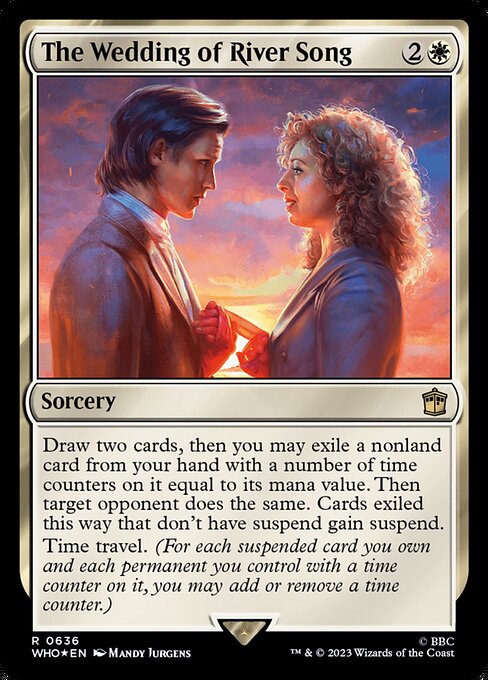 The Wedding of River Song 2
Sorcery
Draw two cards, then you may exile a nonland
card from your hand with a number of time
counters on it equal to its mana value. Then
target opponent does the same. Cards exiled
this way that don't have suspend gain suspend.
Time travel. (For each suspended card you own
and each permanent you control with a time
counter on it, you may add or remove a time
counter.)
R 0636 © BBC
WHO★EN Mandy Jurgens ™ & © 2023 Wizards of the Coast